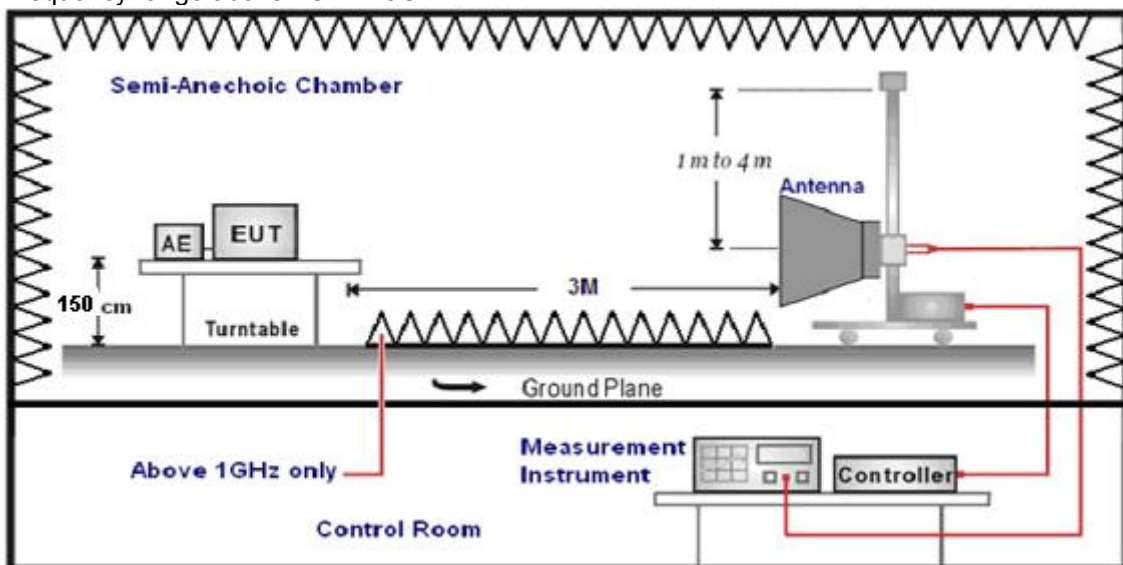 Semi-Anechoic Chamber
1 m to 4 m
Antenna
AE
EUT
150 cm
3M
Turntable
Ground Plane
Above 1GHz only
Measurement
Instrument
Controller
Control Room